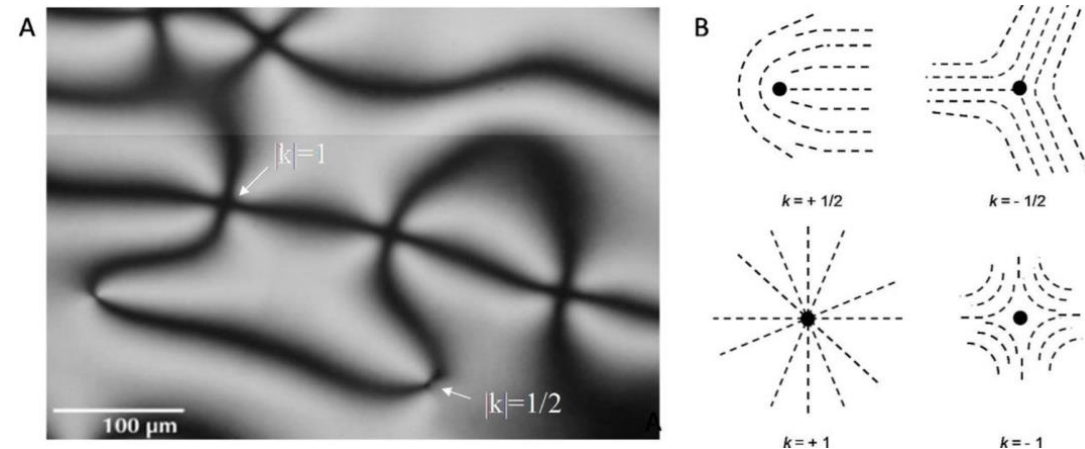 A
|k|=1
|k|=1/2
100 µm
A
B
k = + 1/2
k = - 1/2
k = + 1
k = - 1